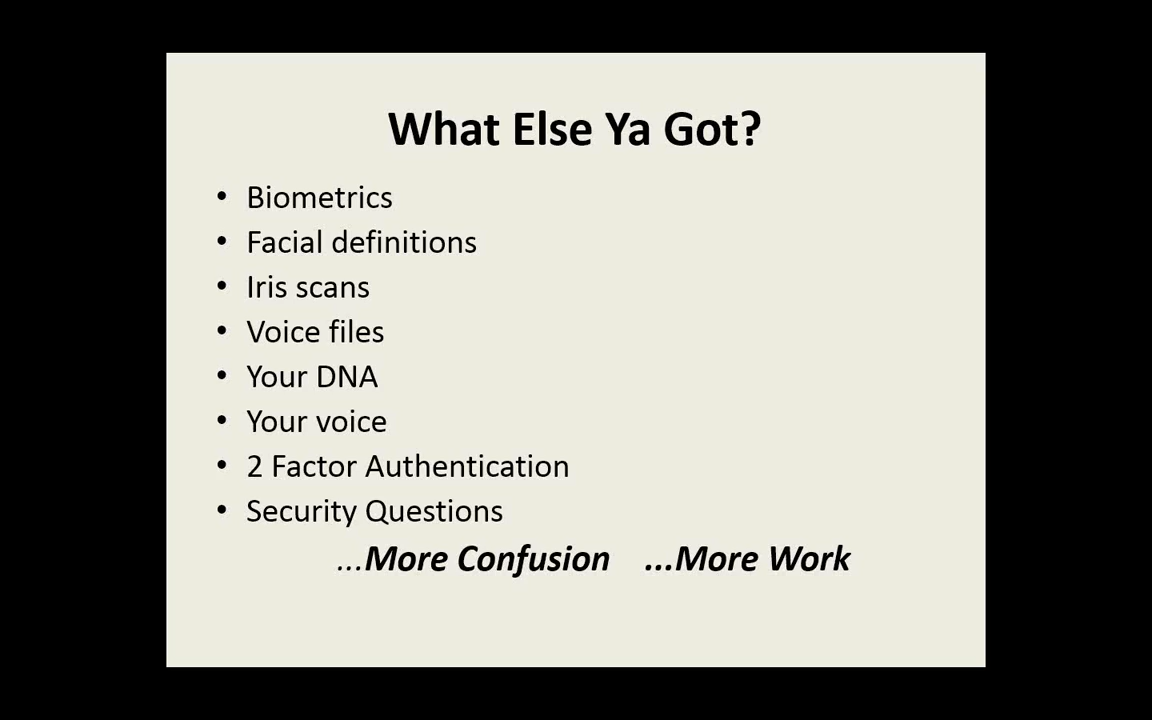 What Else Ya Got?
• Biometrics
• Facial definitions
• Iris scans
• Voice files
• Your DNA
• Your voice
• 2 Factor Authentication
• Security Questions
...More Confusion ...More Work